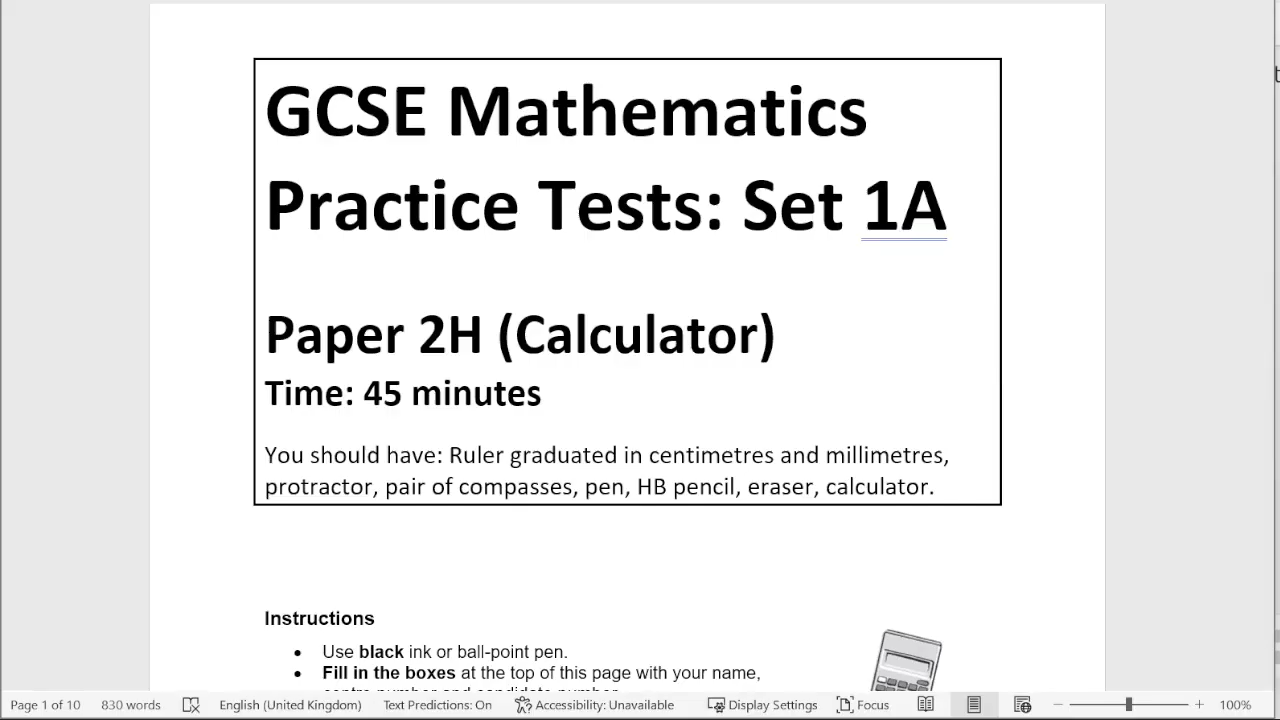 GCSE Mathematics
Practice Tests: Set 1A
Paper 2H (Calculator)
Time: 45 minutes
You should have: Ruler graduated in centimetres and millimetres,
protractor, pair of compasses, pen, HB pencil, eraser, calculator.
Instructions
• Use black ink or ball-point pen.
• Fill in the boxes at the top of this page with your name,
centre number and candidate number
Page 1 of 10 830 words English (United Kingdom) Text Predictions: On Accessibility: Unavailable Display Settings Focus 100%